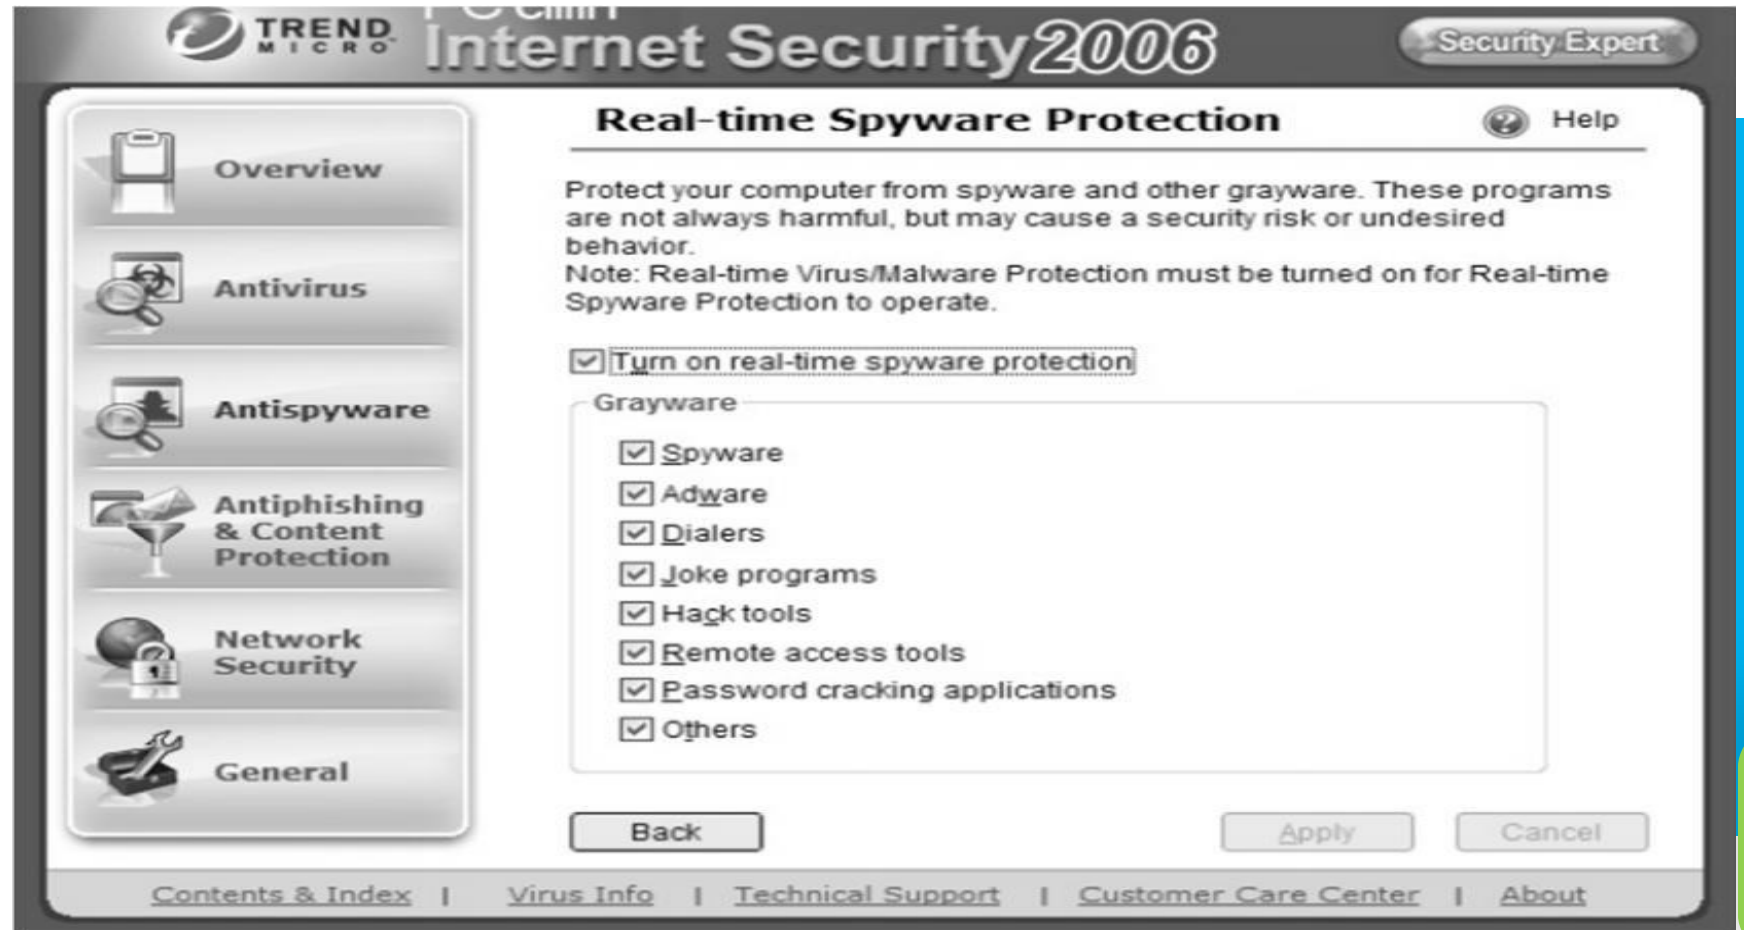 TREND
MICRO
PC-cillin
Internet Security 2006
Security Expert
Overview
Antivirus
Antispyware
Antiphishing
& Content
Protection
Network
Security
General
Real-time Spyware Protection
Help
Protect your computer from spyware and other grayware. These programs
are not always harmful, but may cause a security risk or undesired
behavior.
Note: Real-time Virus/Malware Protection must be turned on for Real-time
Spyware Protection to operate.
Turn on real-time spyware protection
Grayware
Spyware
Adware
Dialers
Joke programs
Hack tools
Remote access tools
Password cracking applications
Others
Back
Apply
Cancel
Contents & Index | Virus Info | Technical Support | Customer Care Center | About